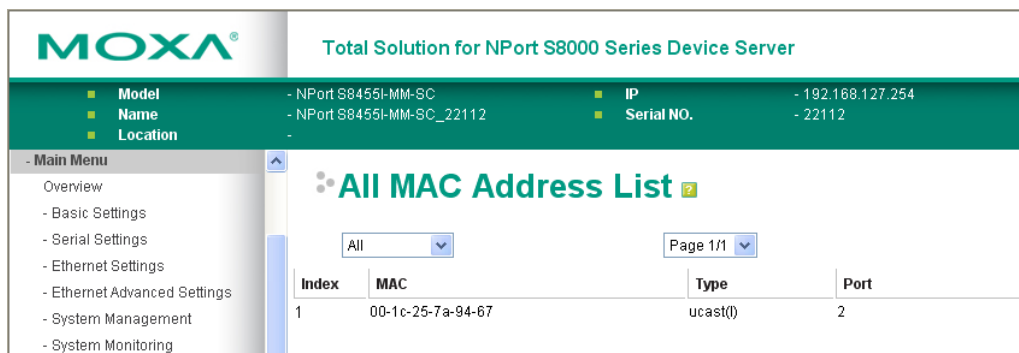 MOXA®
Total Solution for NPort S8000 Series Device Server
Model - NPort S8455I-MM-SC IP - 192.168.127.254
Name - NPort S8455I-MM-SC_22112 Serial NO. - 22112
Location -
- Main Menu
Overview
- Basic Settings
- Serial Settings
- Ethernet Settings
- Ethernet Advanced Settings
- System Management
- System Monitoring
All MAC Address List ?
All Page 1/1
Index MAC Type Port
1 00-1c-25-7a-94-67 ucast(l) 2